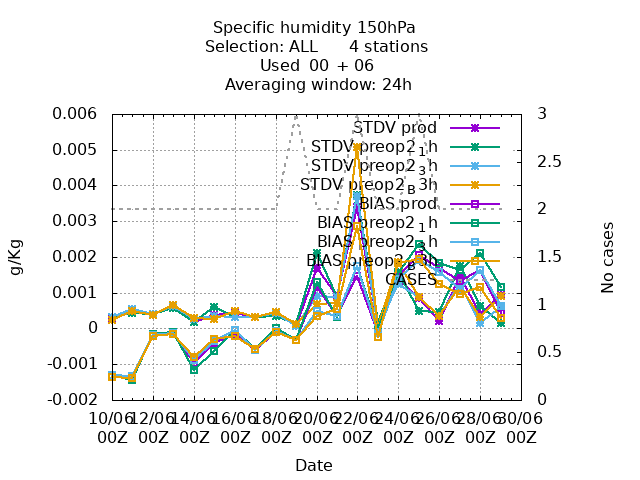 Specific humidity 150hPa
Selection: ALL 4 stations
Used 00 + 06
Averaging window: 24h
0.006
0.005
0.004
0.003
0.002
0.001
0
-0.001
-0.002
3
2.5
2
1.5
1
0.5
0
g/Kg
No cases
STDV prod
STDV preop2_1h
STDV preop2_3h
STDV preop2_B3h
BIAS prod
BIAS preop2_1h
BIAS preop2_3h
BIAS preop2_B3h
CASES
10/06 12/06 14/06 16/06 18/06 20/06 22/06 24/06 26/06 28/06 30/06
00Z 00Z 00Z 00Z 00Z 00Z 00Z 00Z 00Z 00Z 00Z
Date